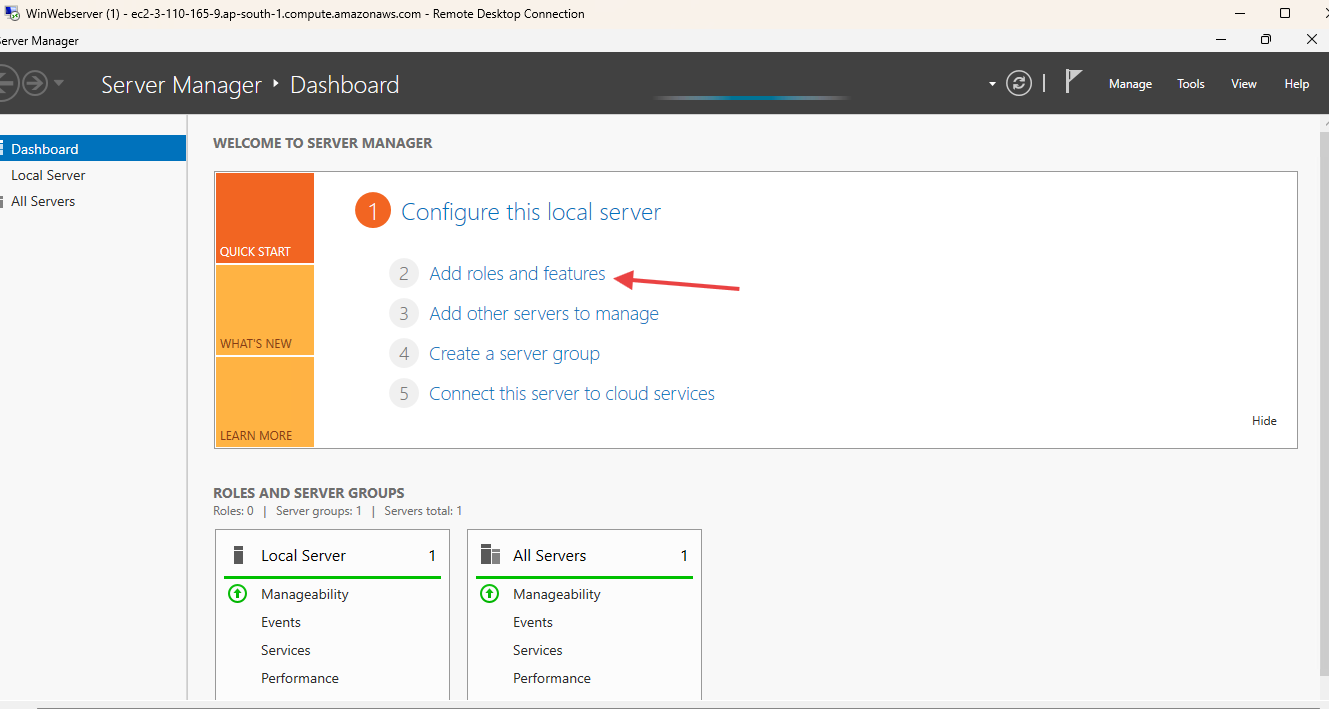 WinWebserver (1) - ec2-3-110-165-9.ap-south-1.compute.amazonaws.com - Remote Desktop Connection
erver Manager
Server Manager ‣ Dashboard
Manage Tools View Help
Dashboard
Local Server
All Servers
WELCOME TO SERVER MANAGER
QUICK START
WHAT'S NEW
LEARN MORE
1 Configure this local server
2 Add roles and features
3 Add other servers to manage
4 Create a server group
5 Connect this server to cloud services
Hide
ROLES AND SERVER GROUPS
Roles: 0 | Server groups: 1 | Servers total: 1
Local Server 1
Manageability
Events
Services
Performance
All Servers 1
Manageability
Events
Services
Performance